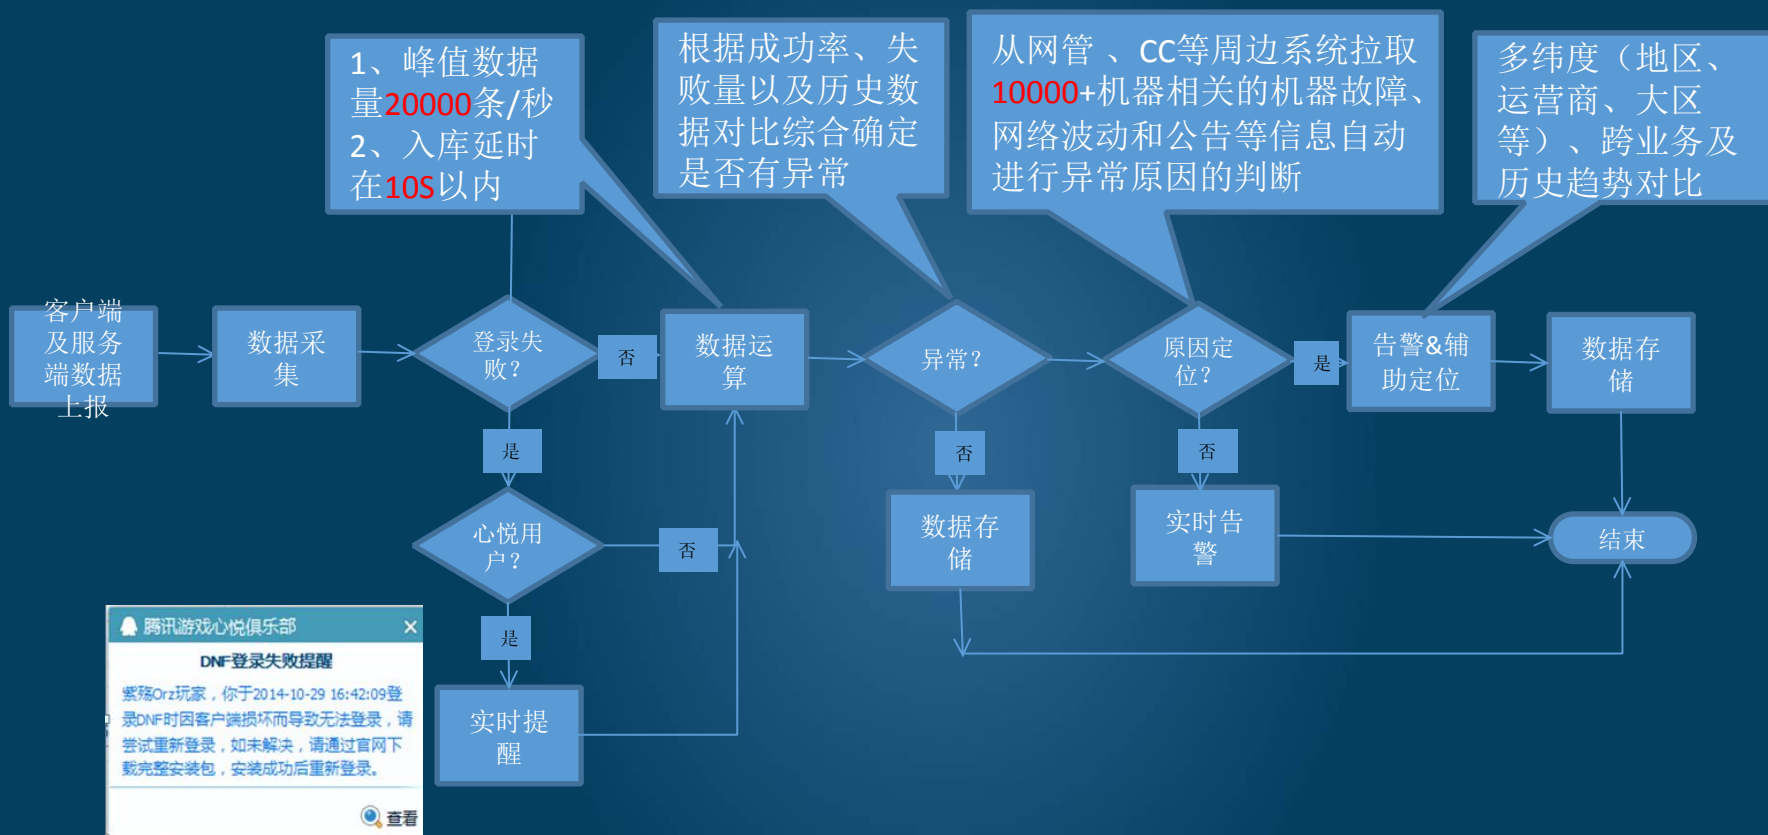 1、峰值数据
量20000条/秒
2、入库延时
在10S以内
根据成功率、失
败量以及历史数
据对比综合确定
是否有异常
从网管 、CC等周边系统拉取
10000+机器相关的机器故障、
网络波动和公告等信息自动
进行异常原因的判断
多纬度（地区、
运营商、大区
等）、跨业务及
历史趋势对比
客户端
及服务
端数据
上报
数据采
集
登录失
败?
否
数据运
算
异常?
原因定
位?
是
告警&辅
助定位
数据存
储
是
否
否
心悦用
户?
否
数据存
储
实时告
警
结束
是
实时提
醒
腾讯游戏心悦俱乐部
DNF登录失败提醒
紫殇Orz玩家，你于2014-10-29 16:42:09登
录DNF时因客户端损坏而导致无法登录，请
尝试重新登录，如未解决，请通过官网下
载完整安装包，安装成功后重新登录。
查看